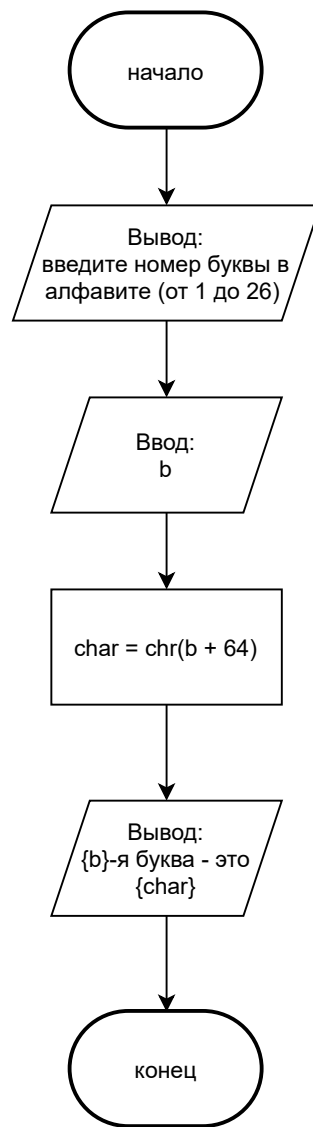 начало
Вывод:
введите номер буквы в
алфавите (от 1 до 26)
Ввод:
b
char = chr(b + 64)
Вывод:
{b}-я буква - это
{char}
конец